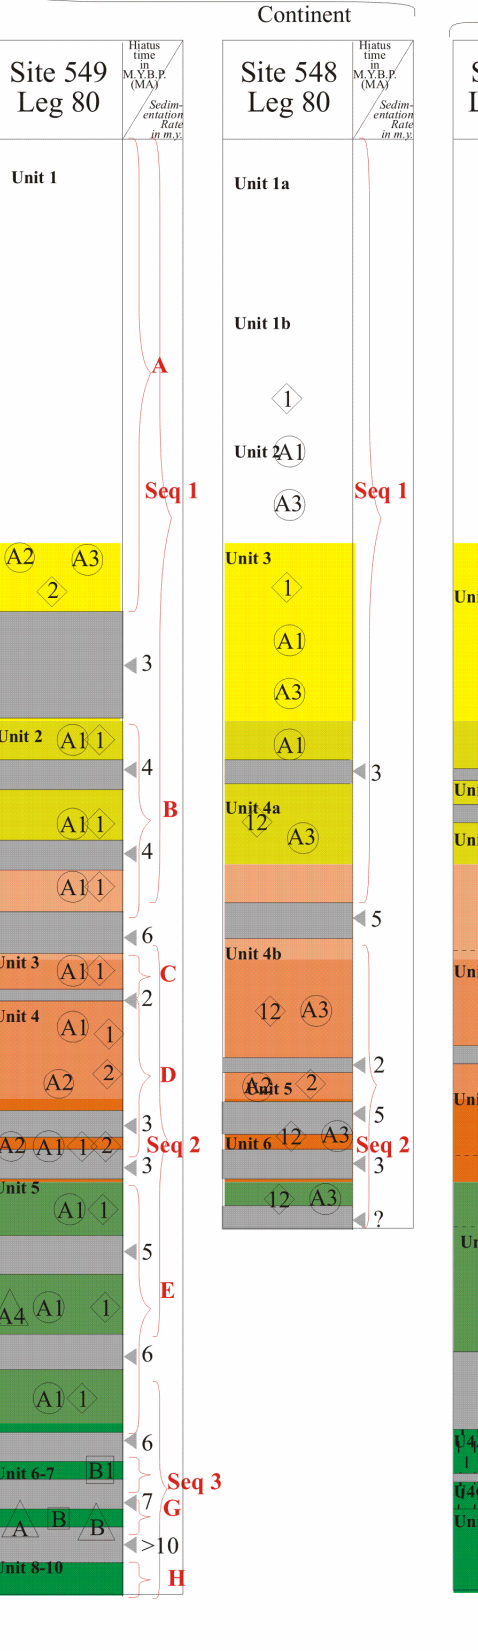 Continent
Site 549
Leg 80
Hiatus
time
in
M.Y.B.P.
(MA)
Sedim-
entation
Rate
in m.y.
Unit 1
A
Seq 1
A2 A3
2
3
Unit 2 A1 1
4
B
A1 1
4
A1 1
6
Unit 3 A1 1
C
2
Unit 4
A1 1
A2 2
D
3
A2 A1 1 2
Seq 2
3
Unit 5
A1 1
5
E
A4 A1 1
6
A1 1
6
Unit 6-7 B1
Seq 3
7
G
A B B
>10
Unit 8-10
H
Site 548
Leg 80
Hiatus
time
in
M.Y.B.P.
(MA)
Sedim-
entation
Rate
in m.y.
Unit 1a
Unit 1b
1
Unit 2 A1
A3
Seq 1
Unit 3
1
A1
A3
A1
3
Unit 4a
12 A3
5
Unit 4b
12 A3
2
A2 Unit 5 2
5
Unit 6 12 A3
Seq 2
3
12 A3
?